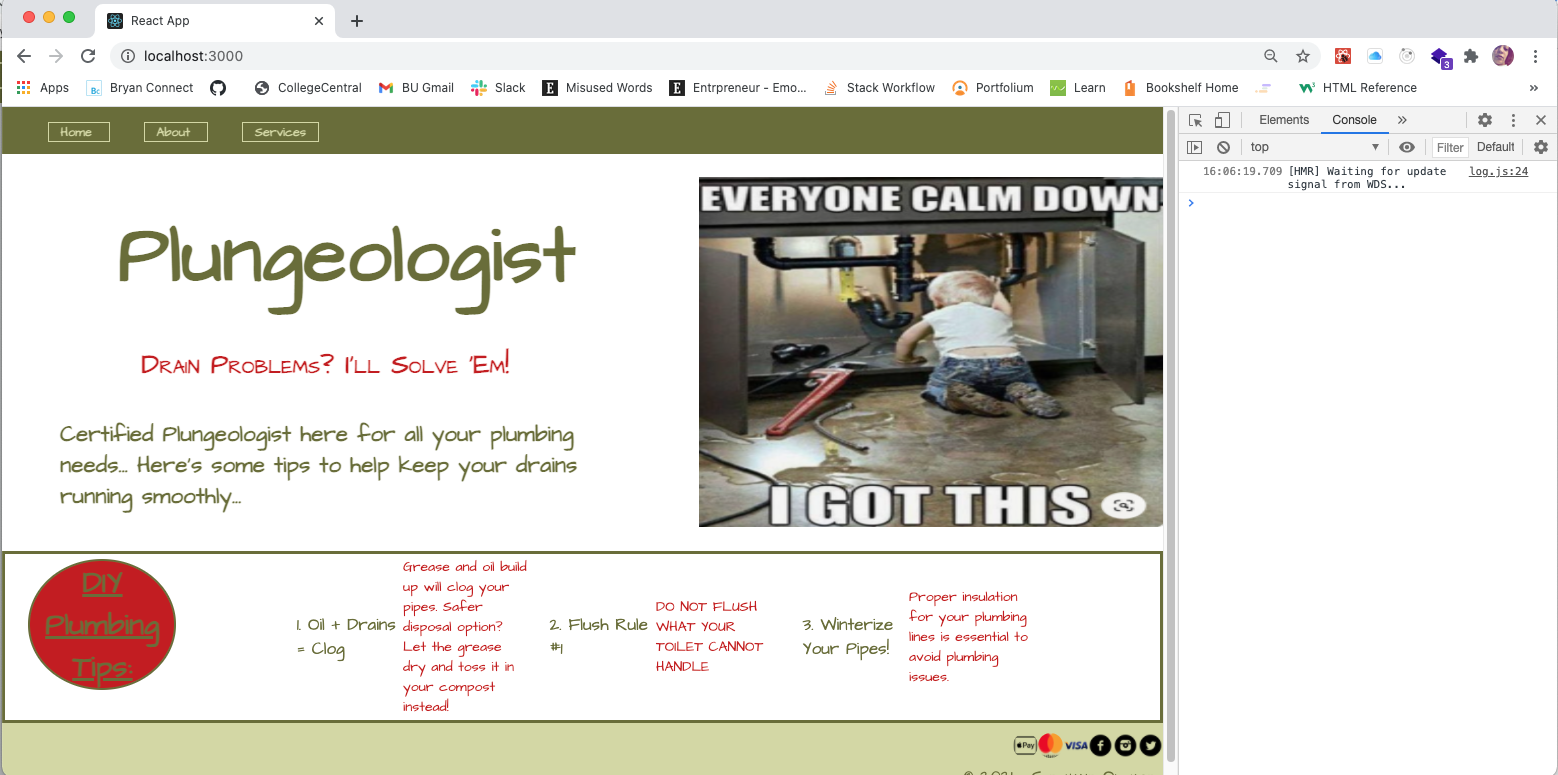 React App
localhost:3000
3
Apps
Bc
Bryan Connect
CollegeCentral
BU Gmail
Slack
E
Misused Words
E
Entrpreneur - Emo...
Stack Workflow
Portfolium
Learn
Bookshelf Home
HTML Reference
Home
About
Services
Elements
Console
top
Filter
Default
16:06:19.709
[HMR] Waiting for update
signal from WDS...
log.js:24
Plungeologist
Drain Problems? I'll Solve 'Em!
Certified Plungeologist here for all your plumbing
needs... Here's some tips to help keep your drains
running smoothly...
EVERYONE CALM DOWN
I GOT THIS
DIY
Plumbing
Tips:
1. Oil + Drains
= Clog
Grease and oil build
up will clog your
pipes. Safer
disposal option?
Let the grease
dry and toss it in
your compost
instead!
2. Flush Rule
#1
DO NOT FLUSH
WHAT YOUR
TOILET CANNOT
HANDLE
3. Winterize
Your Pipes!
Proper insulation
for your plumbing
lines is essential to
avoid plumbing
issues.
Pay
VISA